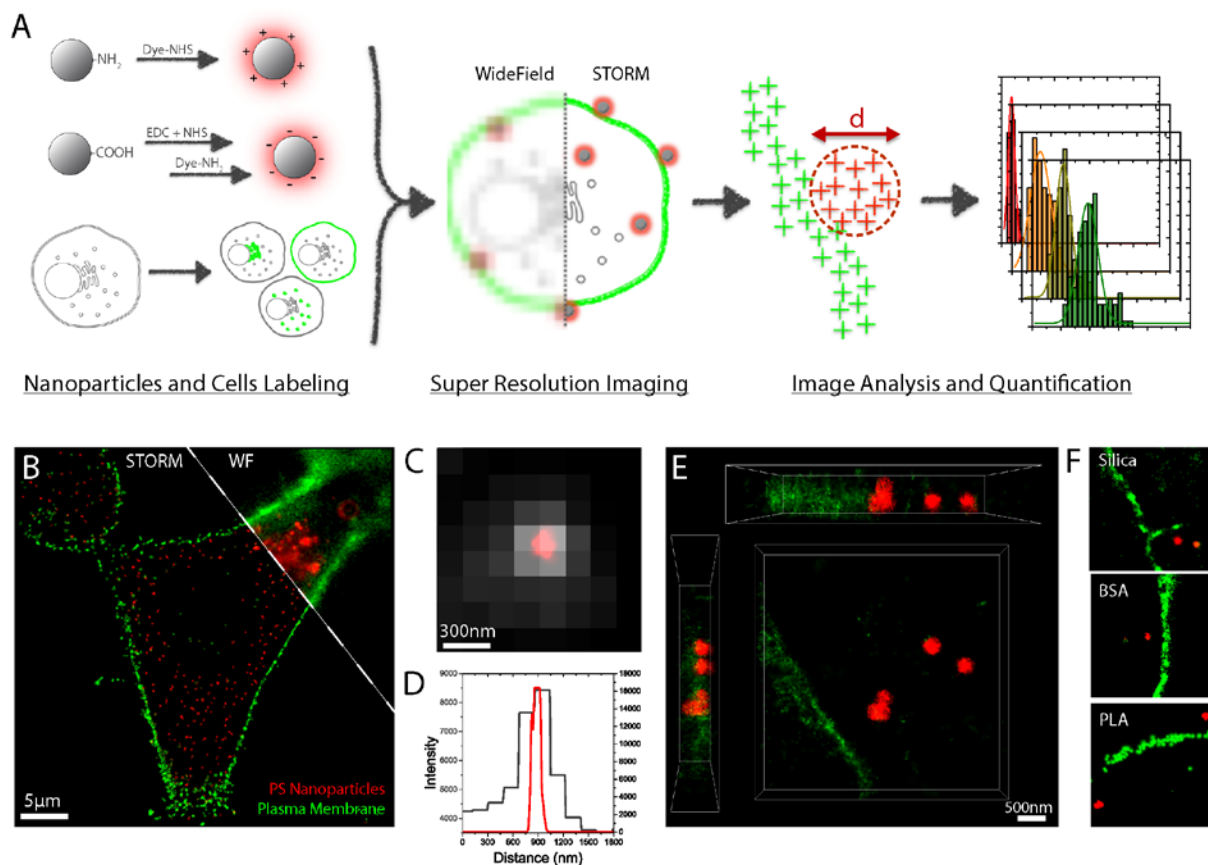 A
NH2
Dye-NHS
+ + + + + +
COOH
EDC + NHS
Dye-NH2
- - - - - -
WideField
STORM
d
Nanoparticles and Cells Labeling
Super Resolution Imaging
Image Analysis and Quantification
B
STORM
WF
5μm
PS Nanoparticles
Plasma Membrane
C
300nm
D
Intensity
9000
8000
7000
6000
5000
4000
18000
16000
14000
12000
10000
8000
6000
4000
2000
0
0 300 600 900 1200 1500 1800
Distance (nm)
E
500nm
F
Silica
BSA
PLA